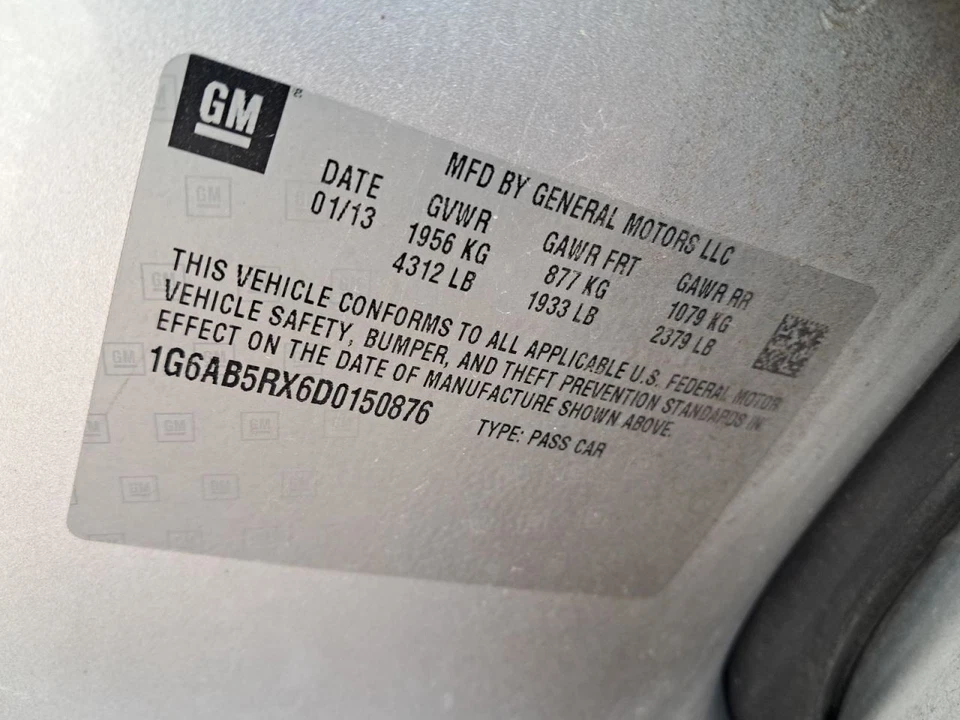 GM
MFD BY GENERAL MOTORS LLC
DATE GVWR GAWR FRT GAWR RR
01/13 1956 KG 877 KG 1079 KG
4312 LB 1933 LB 2379 LB
THIS VEHICLE CONFORMS TO ALL APPLICABLE U.S. FEDERAL MOTOR
VEHICLE SAFETY, BUMPER, AND THEFT PREVENTION STANDARDS IN
EFFECT ON THE DATE OF MANUFACTURE SHOWN ABOVE.
1G6AB5RX6D0150876 TYPE: PASS CAR